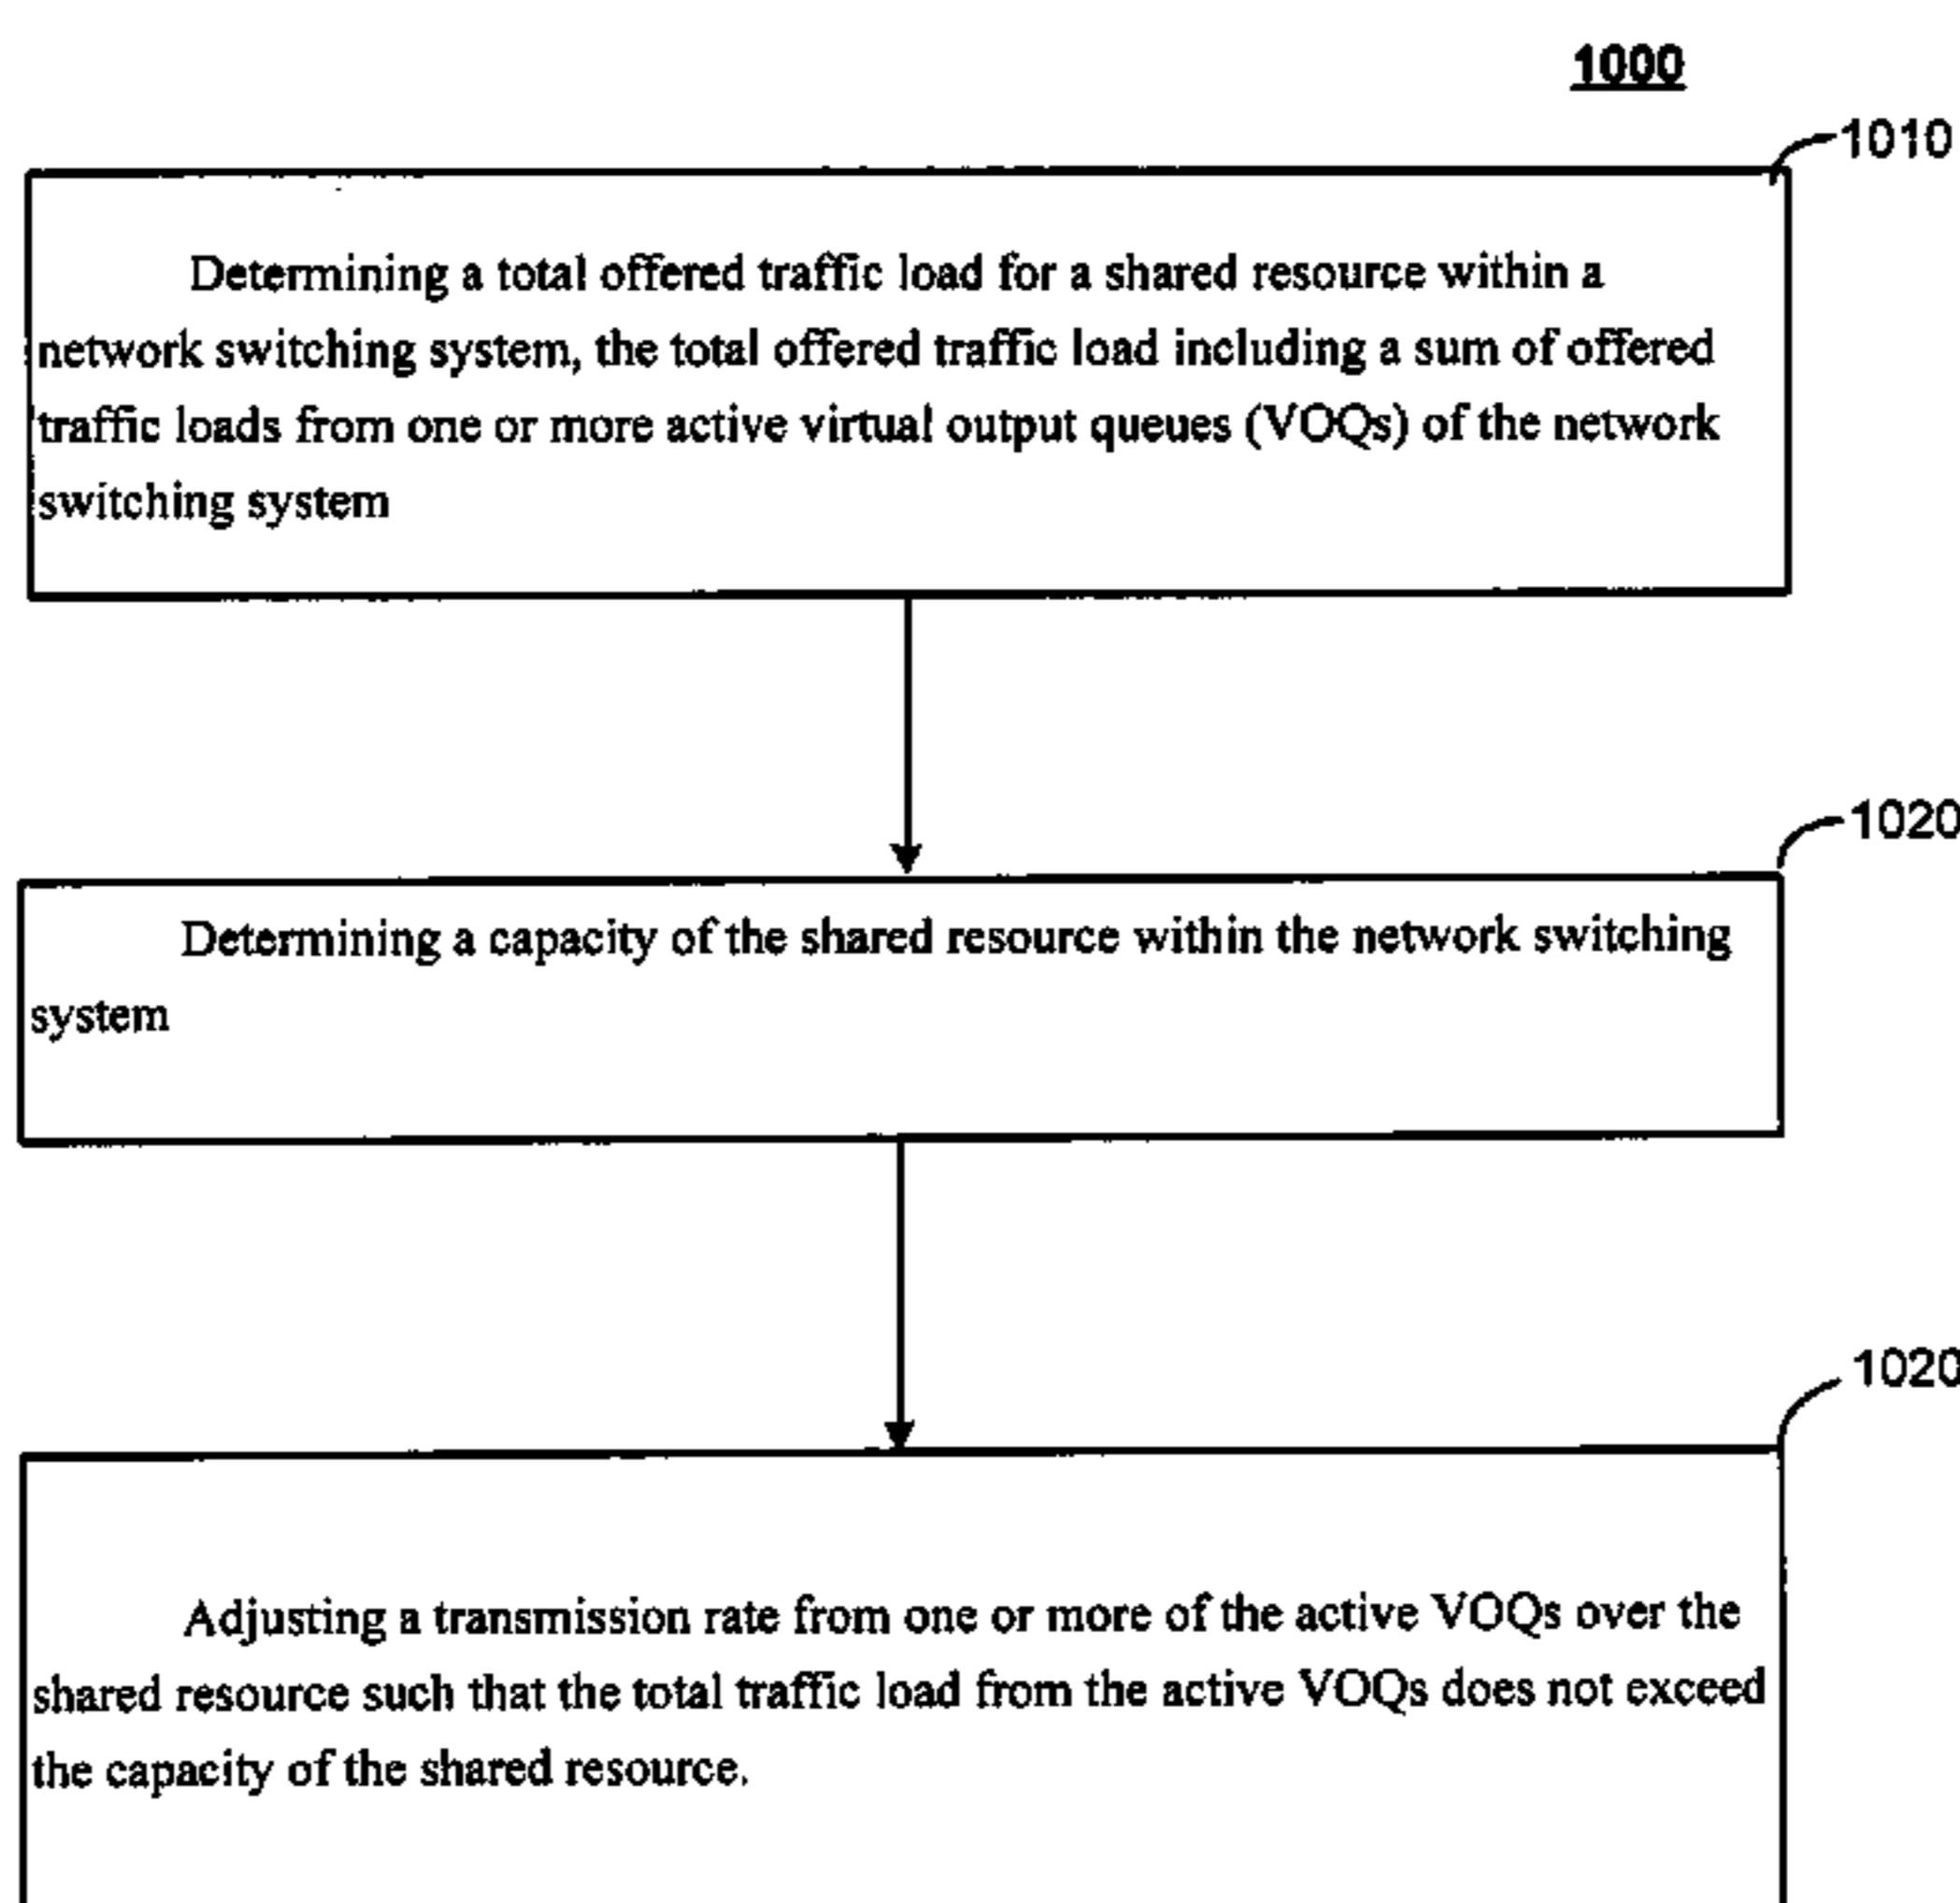 1000
1010
Determining a total offered traffic load for a shared resource within a
network switching system, the total offered traffic load including a sum of offered
traffic loads from one or more active virtual output queues (VOQs) of the network
switching system
1020
Determining a capacity of the shared resource within the network switching
system
1020
Adjusting a transmission rate from one or more of the active VOQs over the
shared resource such that the total traffic load from the active VOQs does not exceed
the capacity of the shared resource.